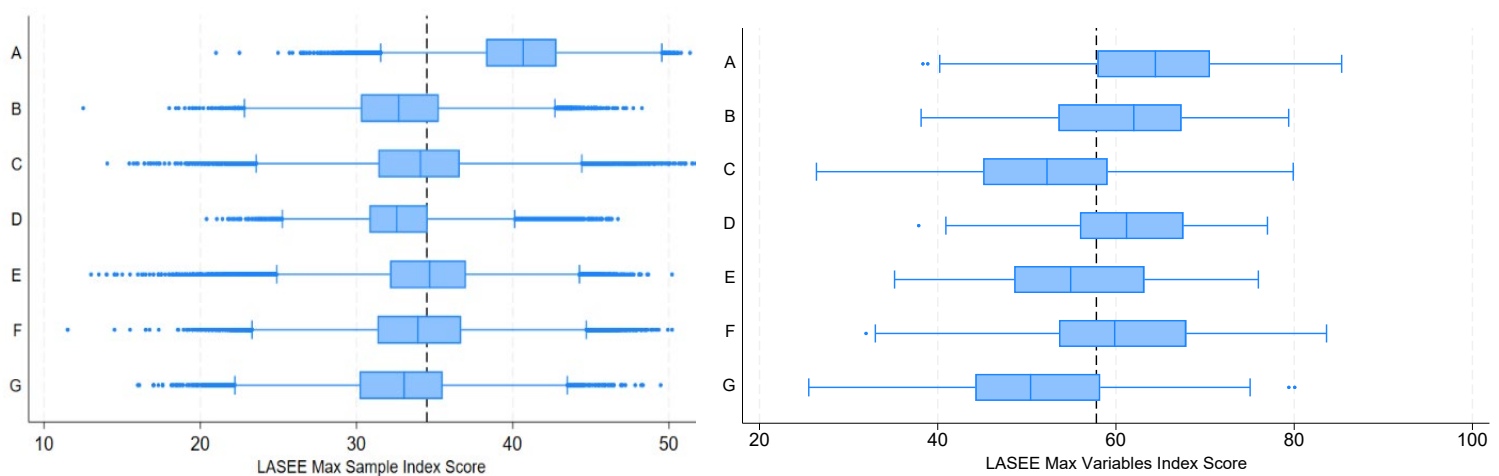 A
B
C
D
E
F
G
10 20 30 40 50
LASEE Max Sample Index Score
A
B
C
D
E
F
G
20 40 60 80 100
LASEE Max Variables Index Score